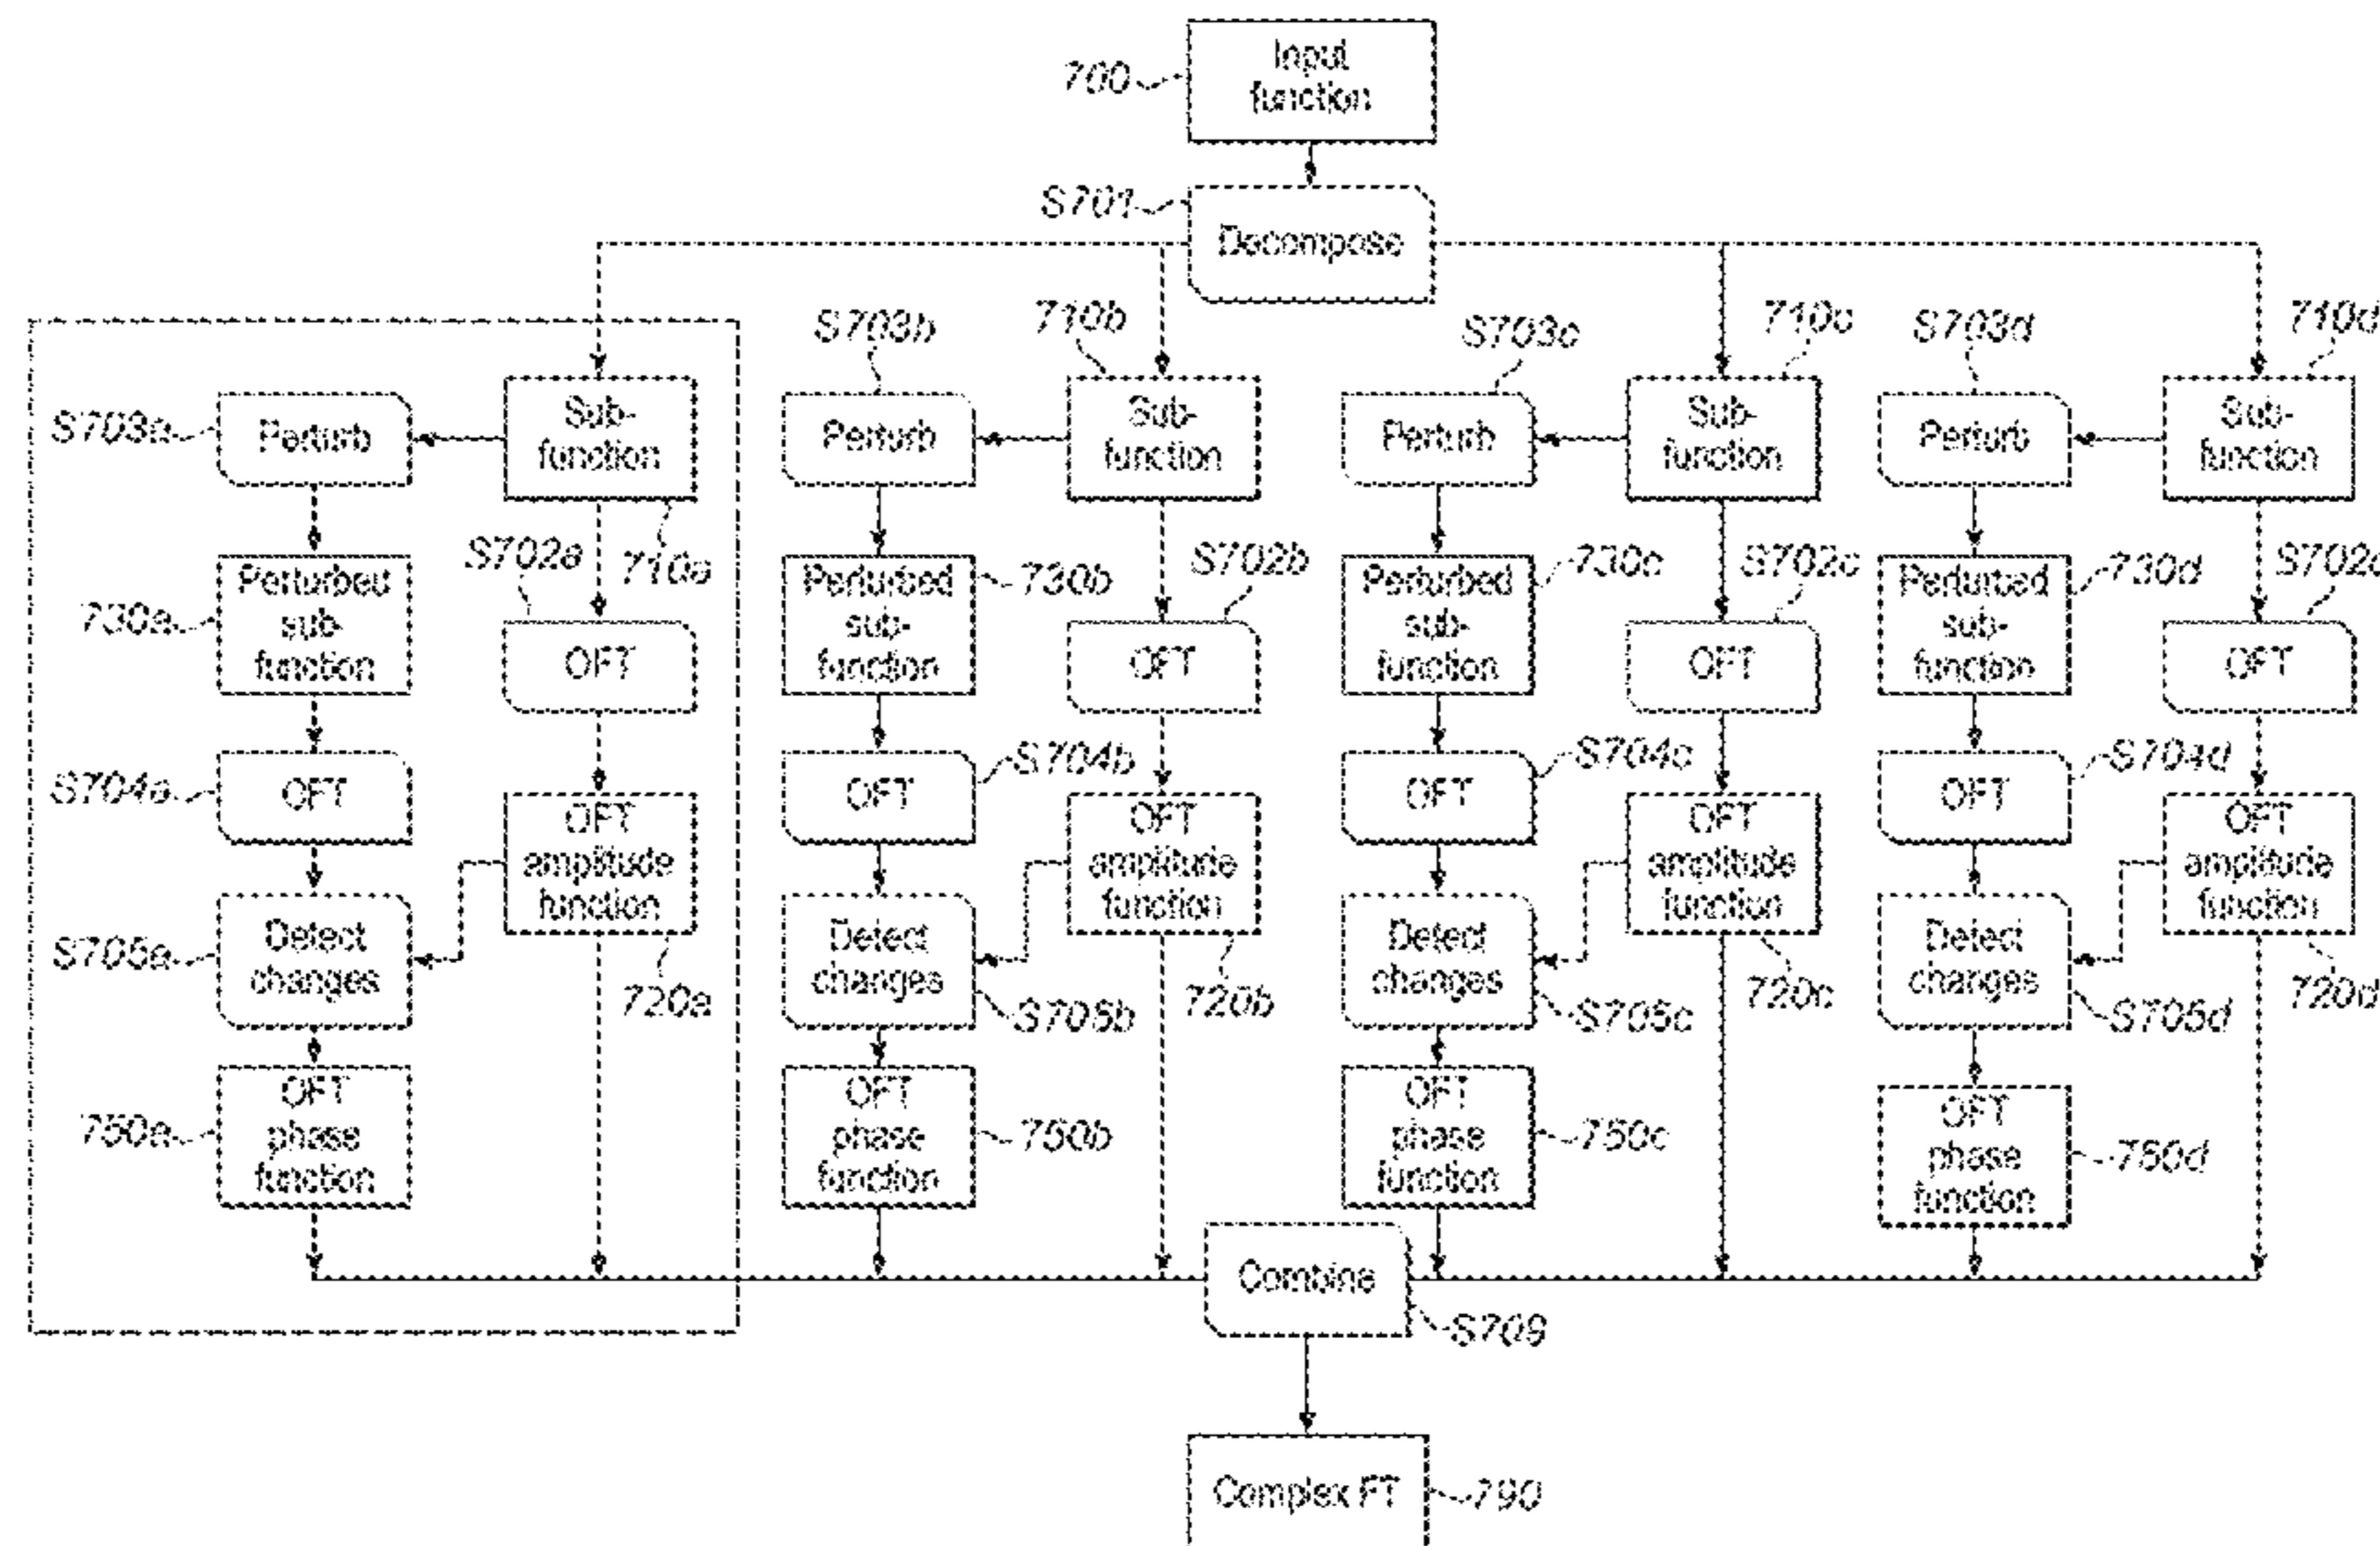 700
Input
function
S701
Decompose
S703b
710b
S703c
710c
S703d
710d
S703a
Perturb
Sub-
function
Perturb
Sub-
function
Perturb
Sub-
function
Perturb
Sub-
function
S702a
710a
730a
Perturbed
sub-
function
OFT
Perturbed
sub-
function
730b
S702b
OFT
Perturbed
sub-
function
730c
S702c
OFT
Perturbed
sub-
function
730d
OFT
S704a
OFT
OFT
amplitude
function
OFT
S704b
OFT
amplitude
function
OFT
S704c
OFT
amplitude
function
OFT
S704d
OFT
amplitude
function
S705a
Detect
changes
720a
Detect
changes
S705b
720b
Detect
changes
S705c
720c
Detect
changes
S705d
720d
750a
OFT
phase
function
OFT
phase
function
750b
OFT
phase
function
750c
OFT
phase
function
750d
Combine
S709
Complex FT
790